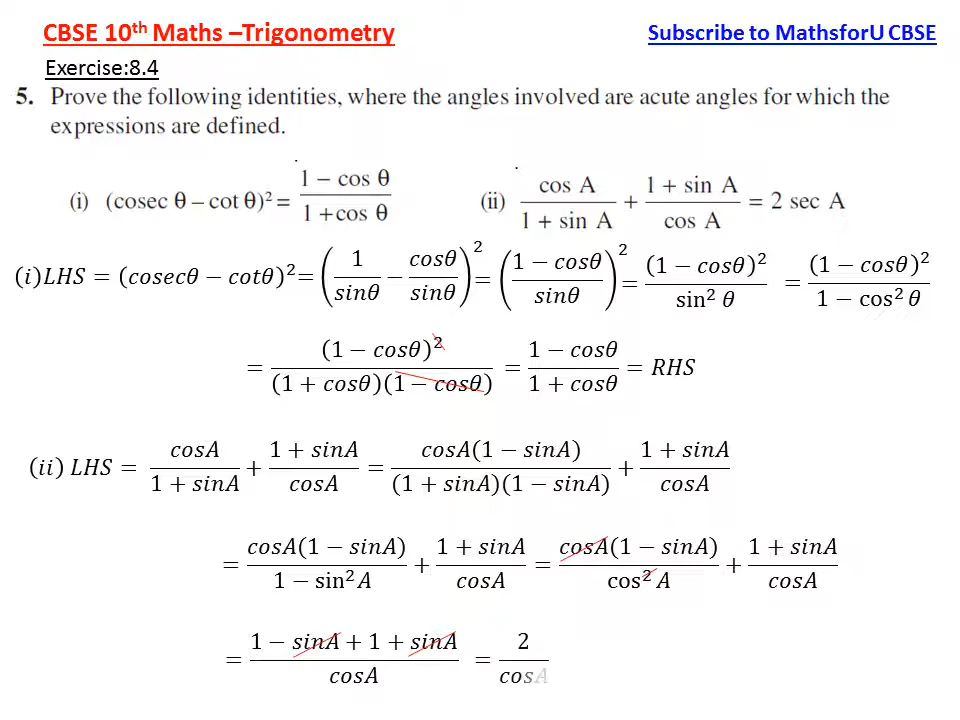 CBSE 10th Maths –Trigonometry
Subscribe to MathsforU CBSE
Exercise:8.4
5. Prove the following identities, where the angles involved are acute angles for which the
expressions are defined.
(i) (cosec θ – cot θ)² = (1 – cos θ)/(1 + cos θ) (ii) cos A/(1 + sin A) + (1 + sin A)/cos A = 2 sec A
(i)LHS = (cosecθ − cotθ)² = (1/sinθ − cosθ/sinθ)² = ((1 − cosθ)/sinθ)² = (1 − cosθ)²/sin² θ = (1 − cosθ)²/(1 − cos² θ)
= (1 − cosθ)²/((1 + cosθ)(1 − cosθ)) = (1 − cosθ)/(1 + cosθ) = RHS
(ii) LHS = cosA/(1 + sinA) + (1 + sinA)/cosA = cosA(1 − sinA)/((1 + sinA)(1 − sinA)) + (1 + sinA)/cosA
= cosA(1 − sinA)/(1 − sin² A) + (1 + sinA)/cosA = cosA(1 − sinA)/cos² A + (1 + sinA)/cosA
= (1 − sinA + 1 + sinA)/cosA = 2/cosA